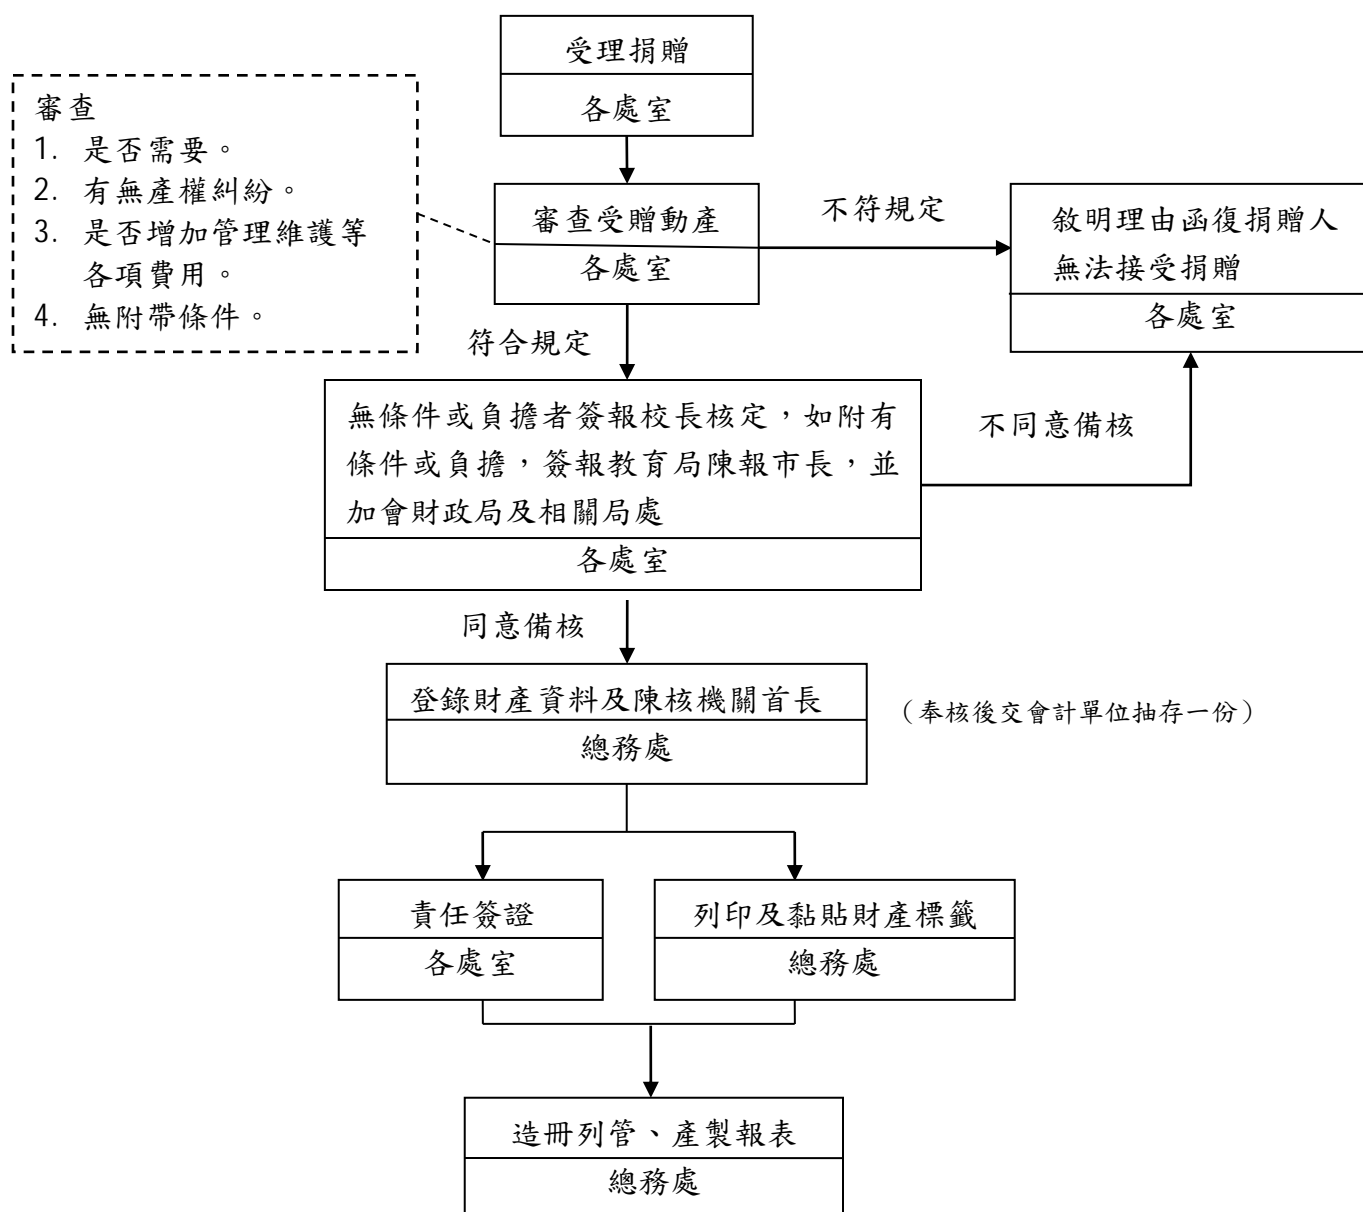 受理捐贈
各處室
審查
1. 是否需要。
2. 有無產權糾紛。
3. 是否增加管理維護等
各項費用。
4. 無附帶條件。
審查受贈動產
各處室
不符規定
敘明理由函復捐贈人
無法接受捐贈
各處室
符合規定
無條件或負擔者簽報校長核定，如附有
條件或負擔，簽報教育局陳報市長，並
加會財政局及相關局處
各處室
不同意備核
同意備核
登錄財產資料及陳核機關首長
總務處
（奉核後交會計單位抽存一份）
責任簽證
各處室
列印及黏貼財產標籤
總務處
造冊列管、產製報表
總務處